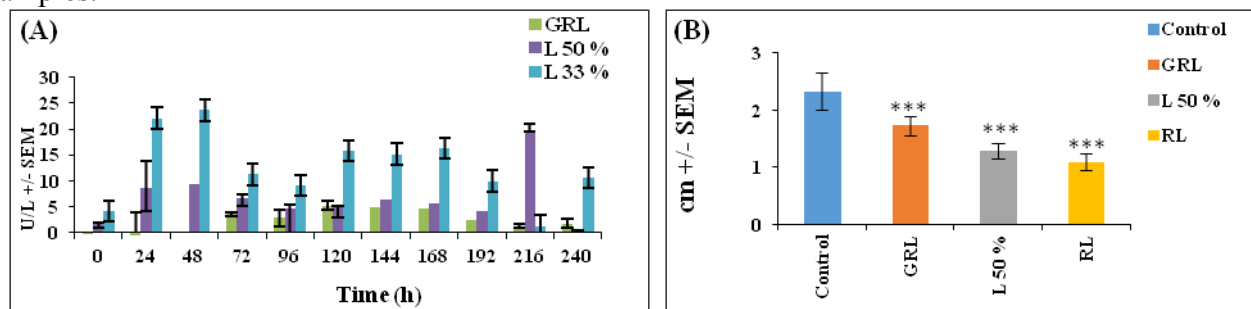 (A)
GRL
L 50 %
L 33 %
U/L +/- SEM
30
25
20
15
10
5
0
0 24 48 72 96 120 144 168 192 216 240
Time (h)
(B)
Control
GRL
L 50 %
RL
cm +/- SEM
3
2
1
0
***
***
***
Control GRL L 50 % RL